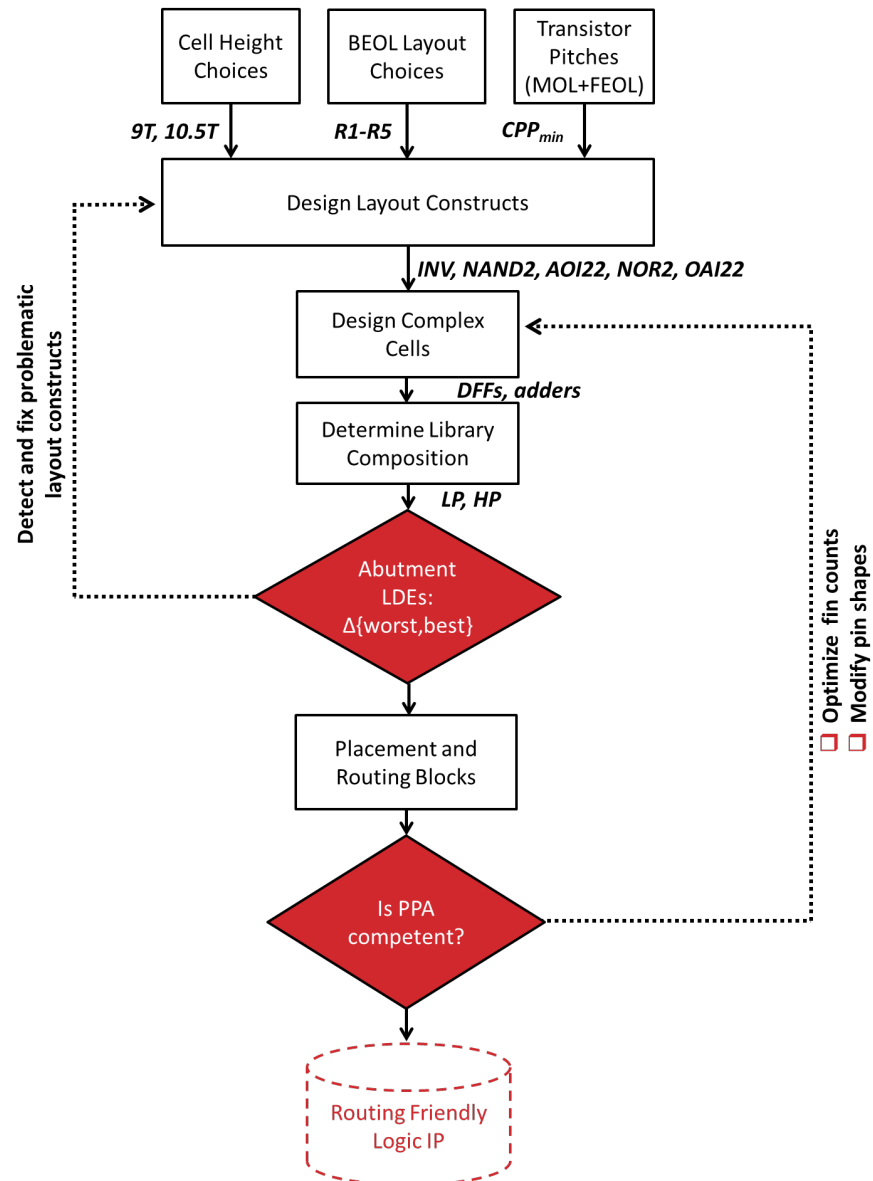 Cell Height
Choices
BEOL Layout
Choices
Transistor
Pitches
(MOL+FEOL)
9T, 10.5T
R1-R5
CPPmin
Design Layout Constructs
INV, NAND2, AOI22, NOR2, OAI22
Design Complex
Cells
DFFs, adders
Determine Library
Composition
LP, HP
Abutment
LDEs:
Δ{worst,best}
Placement and
Routing Blocks
Is PPA
competent?
Routing Friendly
Logic IP
Detect and fix problematic
layout constructs
❑ Optimize fin counts
❑ Modify pin shapes